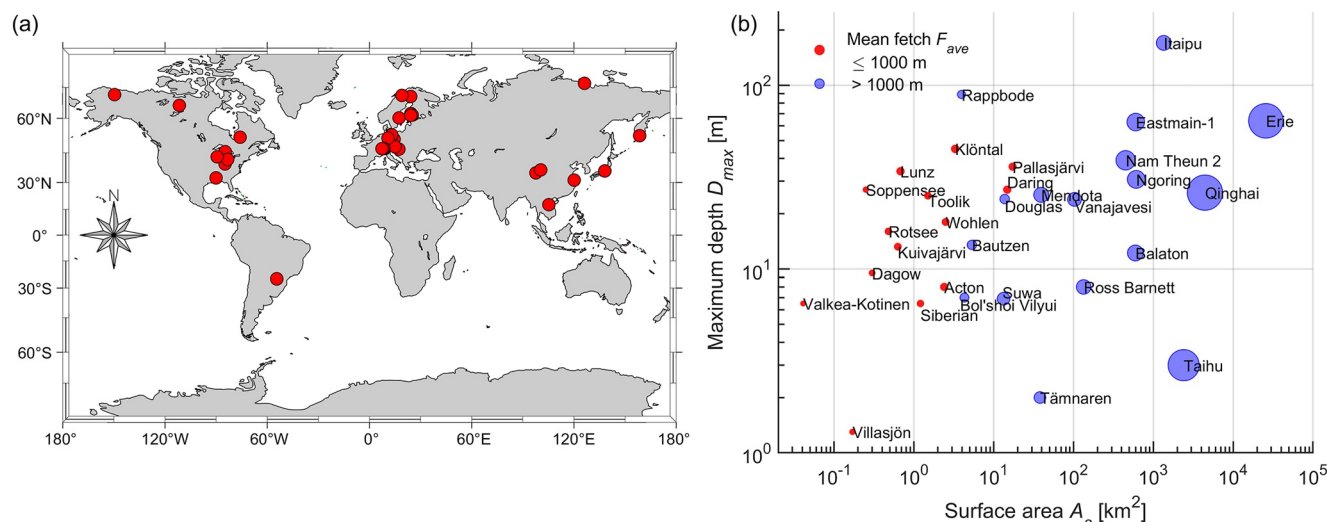 (a)
N
60°N
30°N
0°
30°S
60°S
180°
120°W
60°W
0°
60°E
120°E
180°
(b)
Mean fetch F_ave
≤ 1000 m
> 1000 m
Itaipu
Rappbode
Eastmain-1
Erie
Klöntal
Nam Theun 2
Pallasjärvi
Lunz
Ngoring
Daring
Soppensee
Toolik
Mendota
Qinghai
Douglas
Vanajavesi
Wohlen
Rotsee
Bautzen
Kuivajärvi
Balaton
Dagow
Acton
Ross Barnett
Suwa
Valkea-Kotinen
Bol'shoi Vilyui
Siberian
Taihu
Tämnaren
Villasjön
Maximum depth D_max [m]
10^2
10^1
10^0
10^-1
10^0
10^1
10^2
10^3
10^4
10^5
Surface area A [km^2]